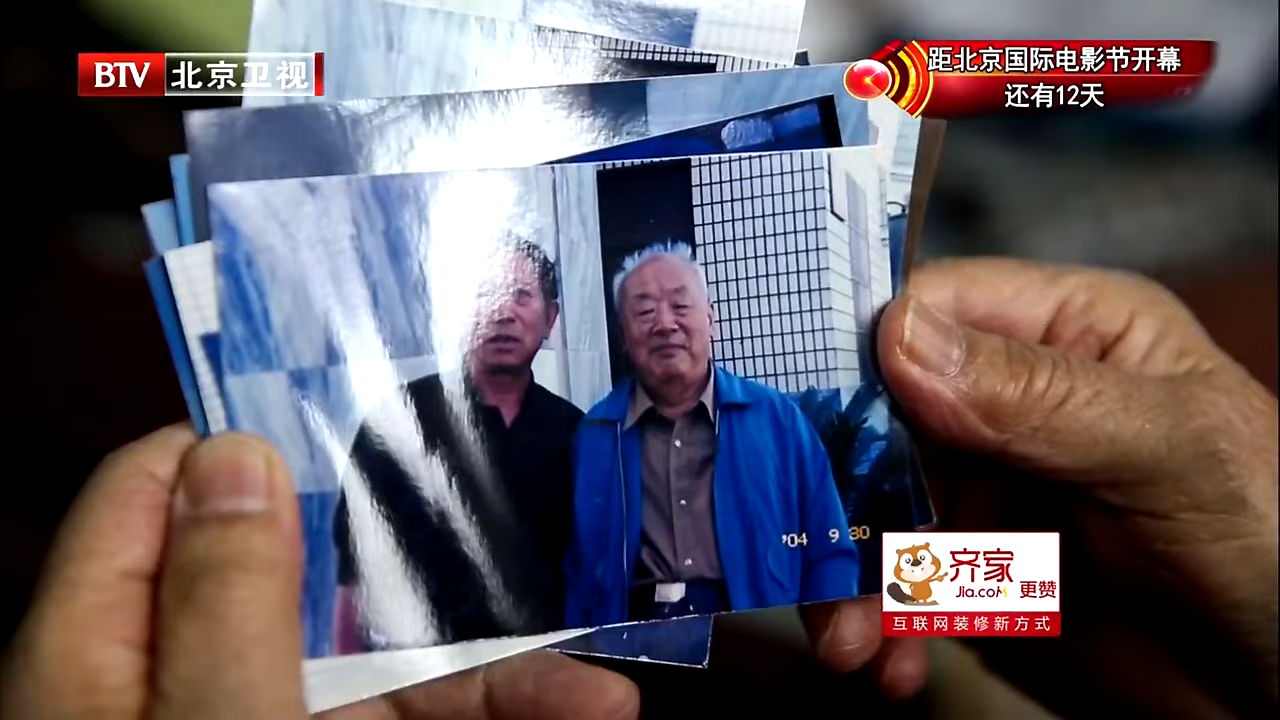 BTV 北京卫视
距北京国际电影节开幕
还有12天
'04 9 30
齐家
Jia.com 更赞
互联网装修新方式